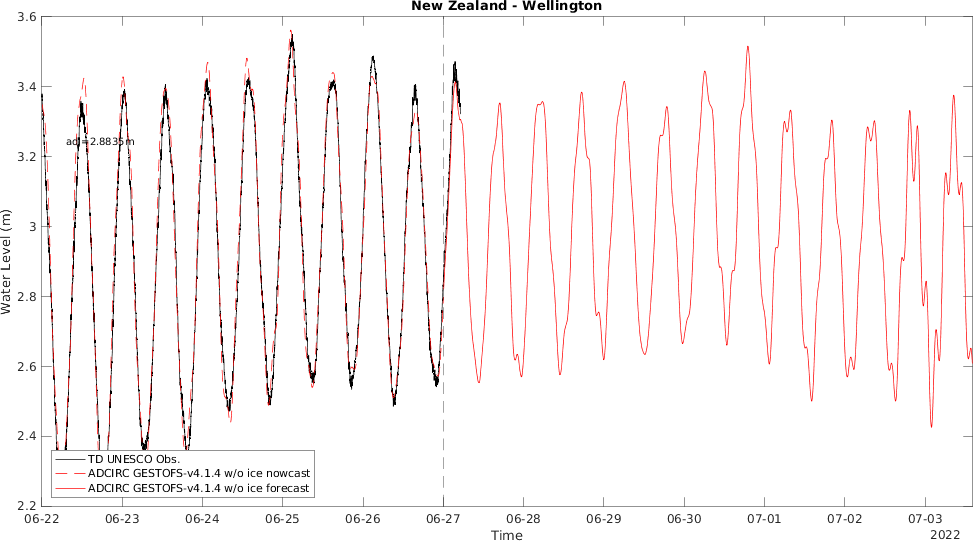 New Zealand - Wellington
3.6
3.4
3.2
3
2.8
2.6
2.4
2.2
Water Level (m)
adj=2.8835m
TD UNESCO Obs.
ADCIRC GESTOFS-v4.1.4 w/o ice nowcast
ADCIRC GESTOFS-v4.1.4 w/o ice forecast
06-22 06-23 06-24 06-25 06-26 06-27 06-28 06-29 06-30 07-01 07-02 07-03
Time
2022